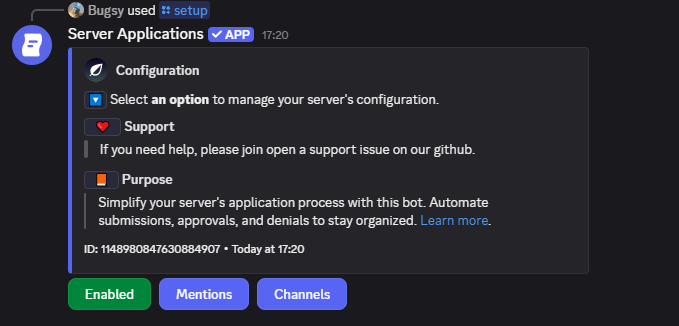 Bugsy used setup
Server Applications APP 17:20
Configuration
Select an option to manage your server's configuration.
Support
If you need help, please join open a support issue on our github.
Purpose
Simplify your server's application process with this bot. Automate
submissions, approvals, and denials to stay organized. Learn more.
ID: 1148980847630884907 • Today at 17:20
Enabled Mentions Channels